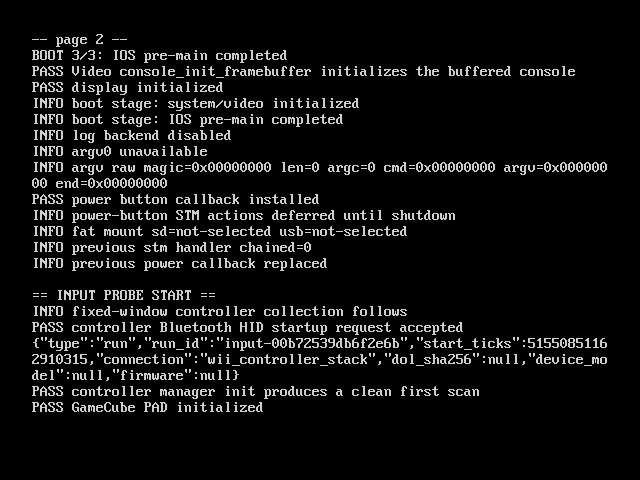 -- page 2 --
BOOT 3/3: IOS pre-main completed
PASS Video console_init_framebuffer initializes the buffered console
PASS display initialized
INFO boot stage: system/video initialized
INFO boot stage: IOS pre-main completed
INFO log backend disabled
INFO argv0 unavailable
INFO argv raw magic=0x00000000 len=0 argc=0 cmd=0x00000000 argv=0x000000
00 end=0x00000000
PASS power button callback installed
INFO power-button STM actions deferred until shutdown
INFO fat mount sd=not-selected usb=not-selected
INFO previous stm handler chained=0
INFO previous power callback replaced
== INPUT PROBE START ==
INFO fixed-window controller collection follows
PASS controller Bluetooth HID startup request accepted
{"type":"run","run_id":"input-00b72539db6f2e6b","start_ticks":5155085116
2910315,"connection":"wii_controller_stack","dol_sha256":null,"device_mo
del":null,"firmware":null}
PASS controller manager init produces a clean first scan
PASS GameCube PAD initialized